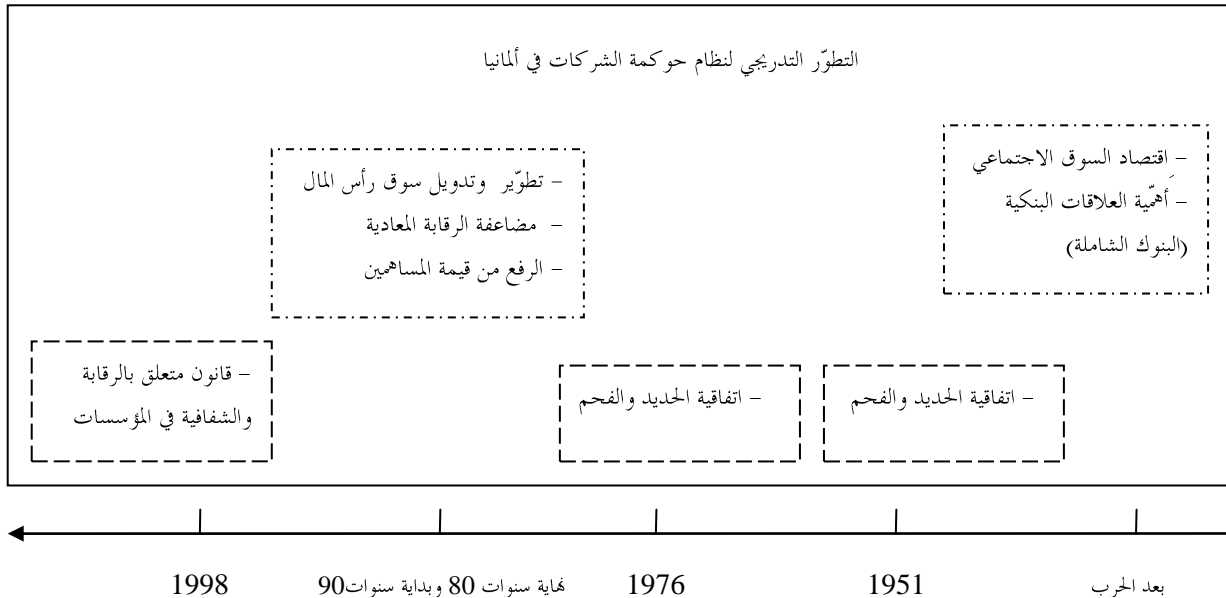 التطوّر التدريجي لنظام حوكمة الشركات في ألمانيا
– اقتصاد السوق الاجتماعي
– أهمّية العلاقات البنكية
(البنوك الشاملة)
– تطوّير وتدويل سوق رأس المال
– مضاعفة الرقابة المعادية
– الرفع من قيمة المساهمين
– اتفاقية الحديد والفحم
– اتفاقية الحديد والفحم
– قانون متعلق بالرقابة
والشفافية في المؤسسات
بعد الحرب
1951
1976
نهاية سنوات 80 وبداية سنوات90
1998